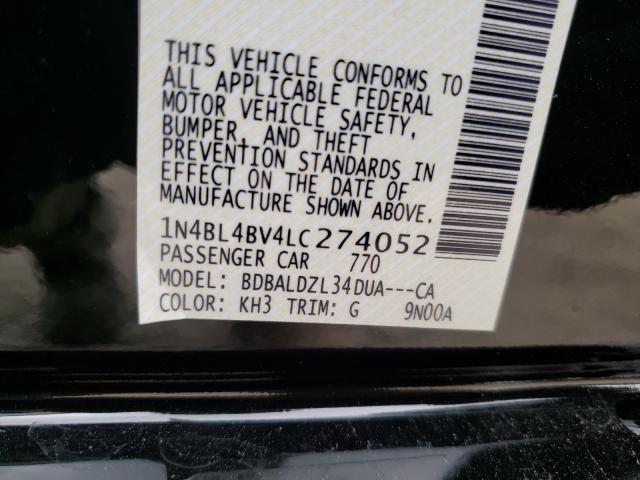 THIS VEHICLE CONFORMS TO
ALL APPLICABLE FEDERAL
MOTOR VEHICLE SAFETY,
BUMPER, AND THEFT
PREVENTION STANDARDS IN
EFFECT ON THE DATE OF
MANUFACTURE SHOWN ABOVE.
1N4BL4BV4LC274052
PASSENGER CAR 770
MODEL: BDBALDZL34DUA---CA
COLOR: KH3 TRIM: G 9N00A